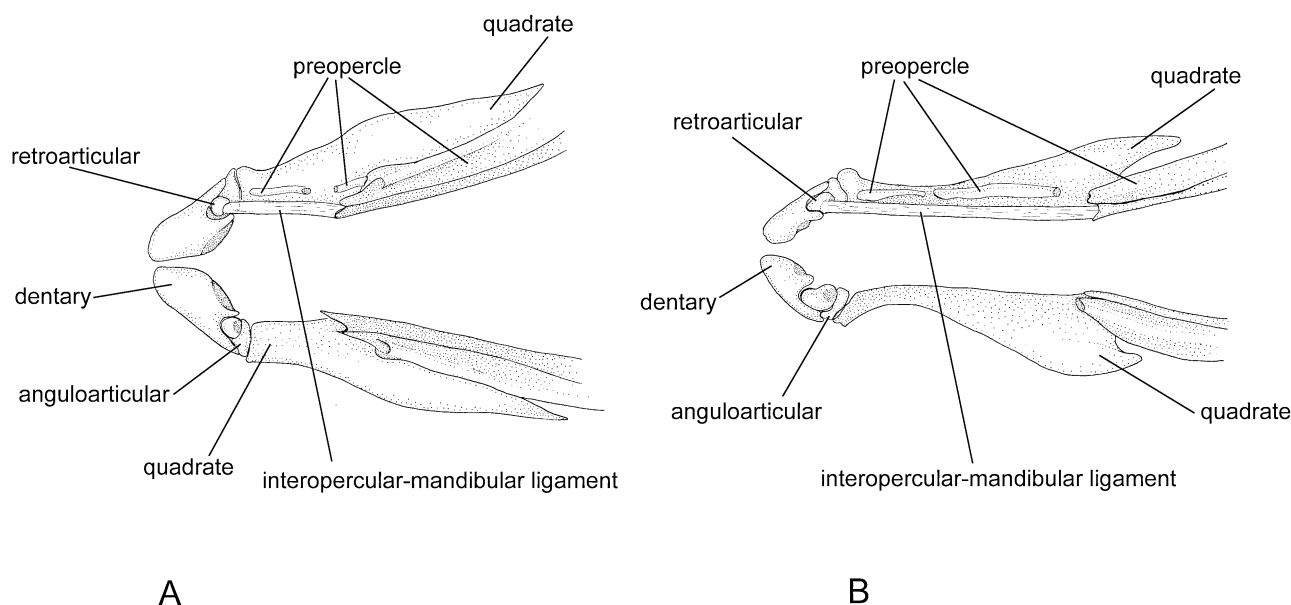 quadrate
preopercle
retroarticular
dentary
anguloarticular
quadrate
interopercular-mandibular ligament
A
preopercle
quadrate
retroarticular
dentary
anguloarticular
quadrate
interopercular-mandibular ligament
B